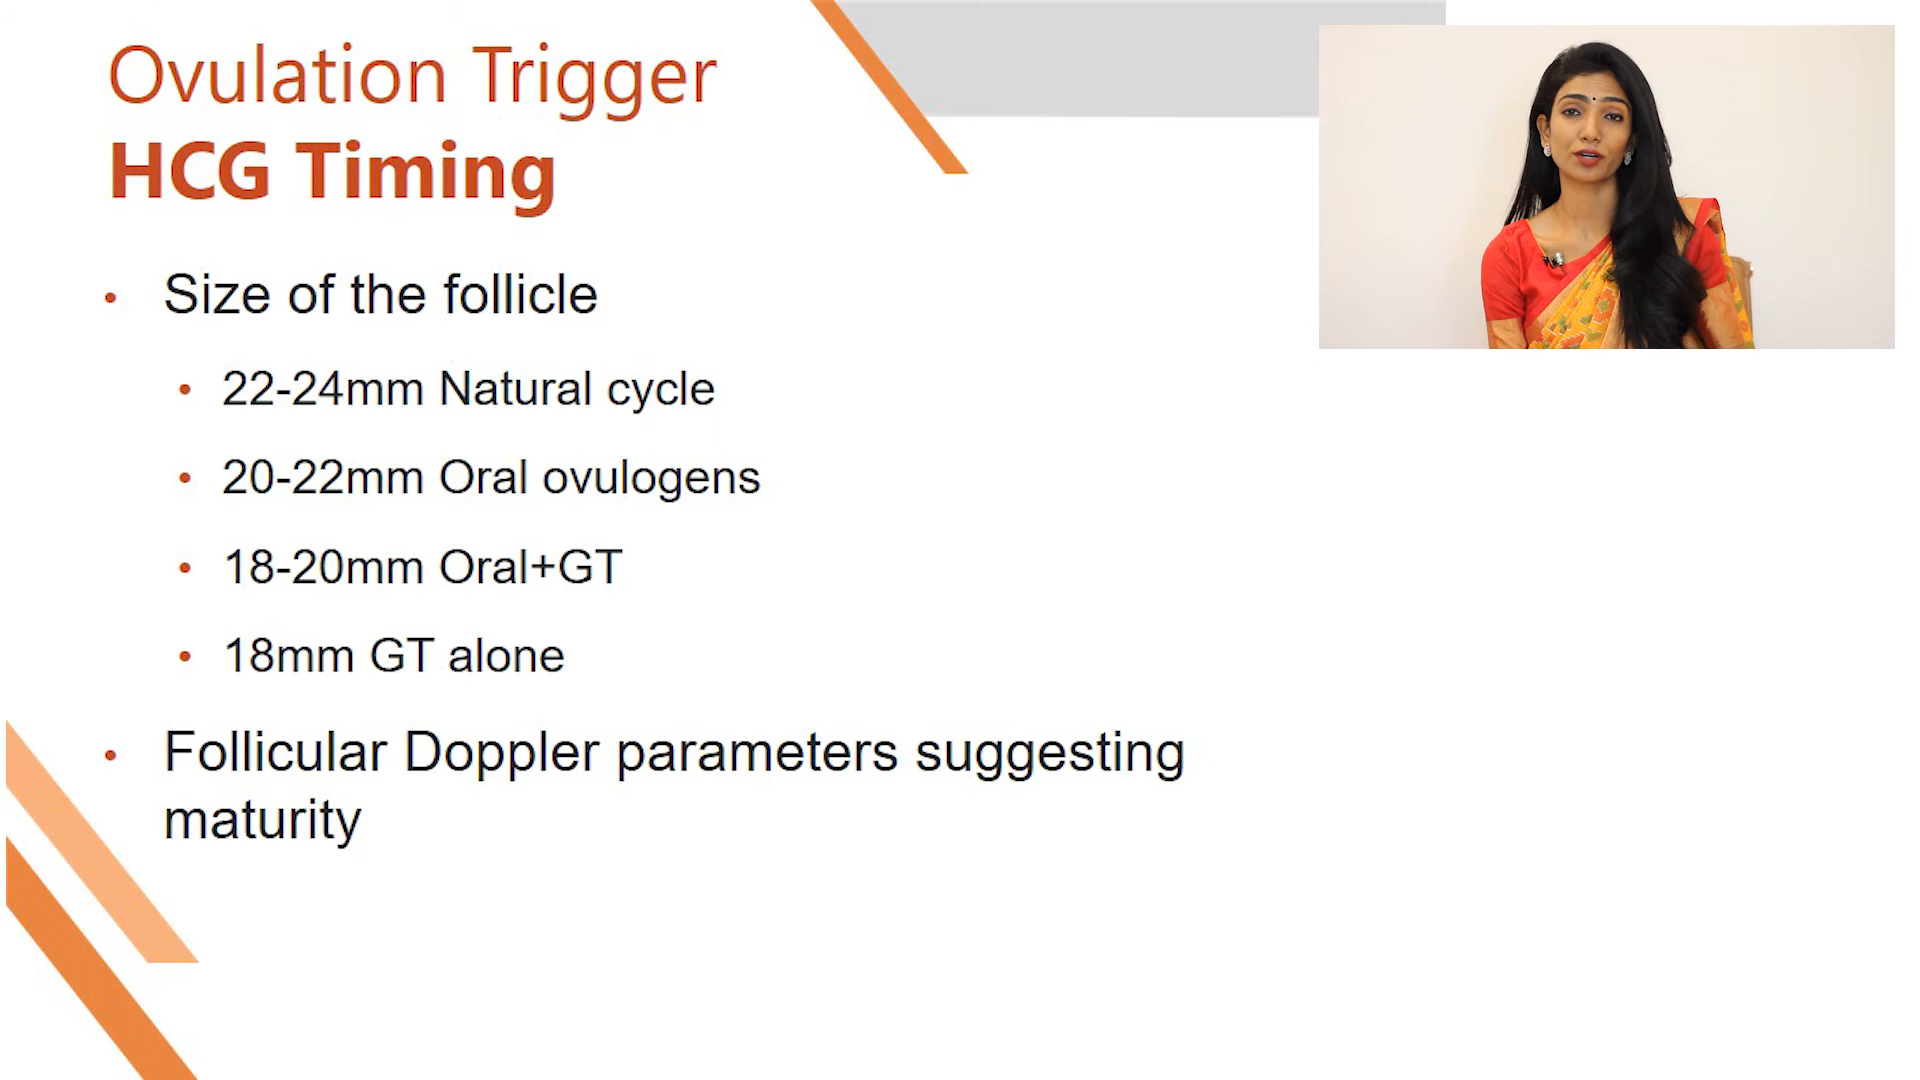 Ovulation Trigger
HCG Timing
• Size of the follicle
• 22-24mm Natural cycle
• 20-22mm Oral ovulogens
• 18-20mm Oral+GT
• 18mm GT alone
• Follicular Doppler parameters suggesting
maturity